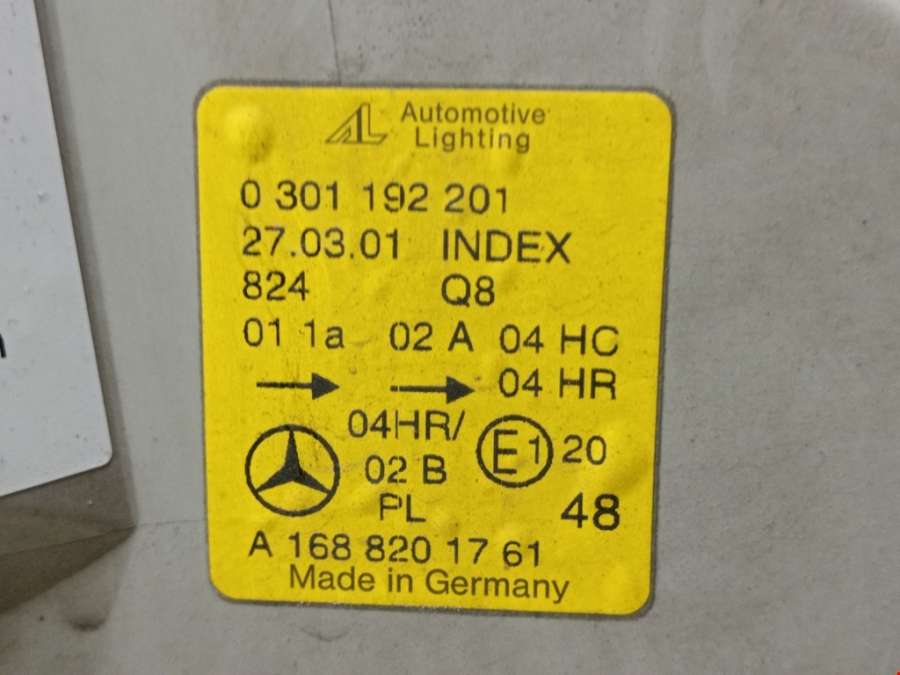 AL Automotive
Lighting
0 301 192 201
27.03.01 INDEX
824 Q8
01 1a 02 A 04 HC
04 HR
04HR/
02 B
PL
E1 20
48
A 168 820 17 61
Made in Germany